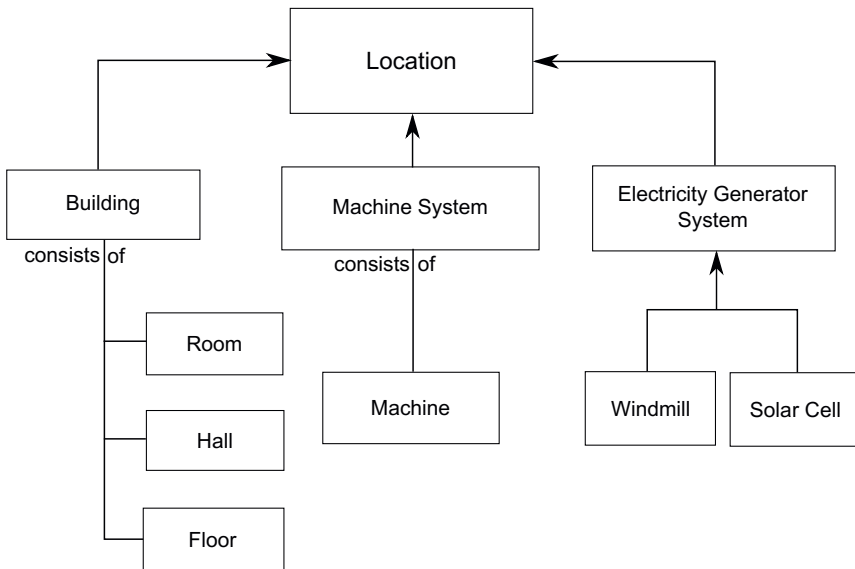 Location
Building
Machine System
Electricity Generator
System
consists of
consists of
Room
Machine
Windmill
Solar Cell
Hall
Floor